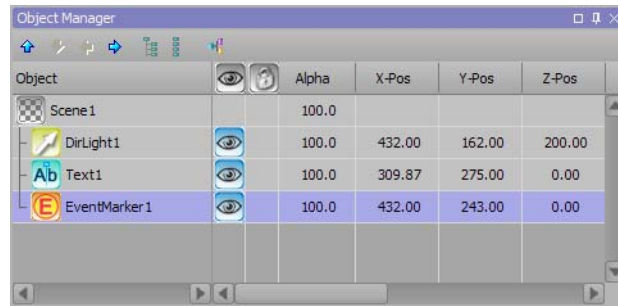 Object Manager
Object Alpha X-Pos Y-Pos Z-Pos
Scene1 100.0
DirLight1 100.0 432.00 162.00 200.00
Ab Text1 100.0 309.87 275.00 0.00
E EventMarker1 100.0 432.00 243.00 0.00